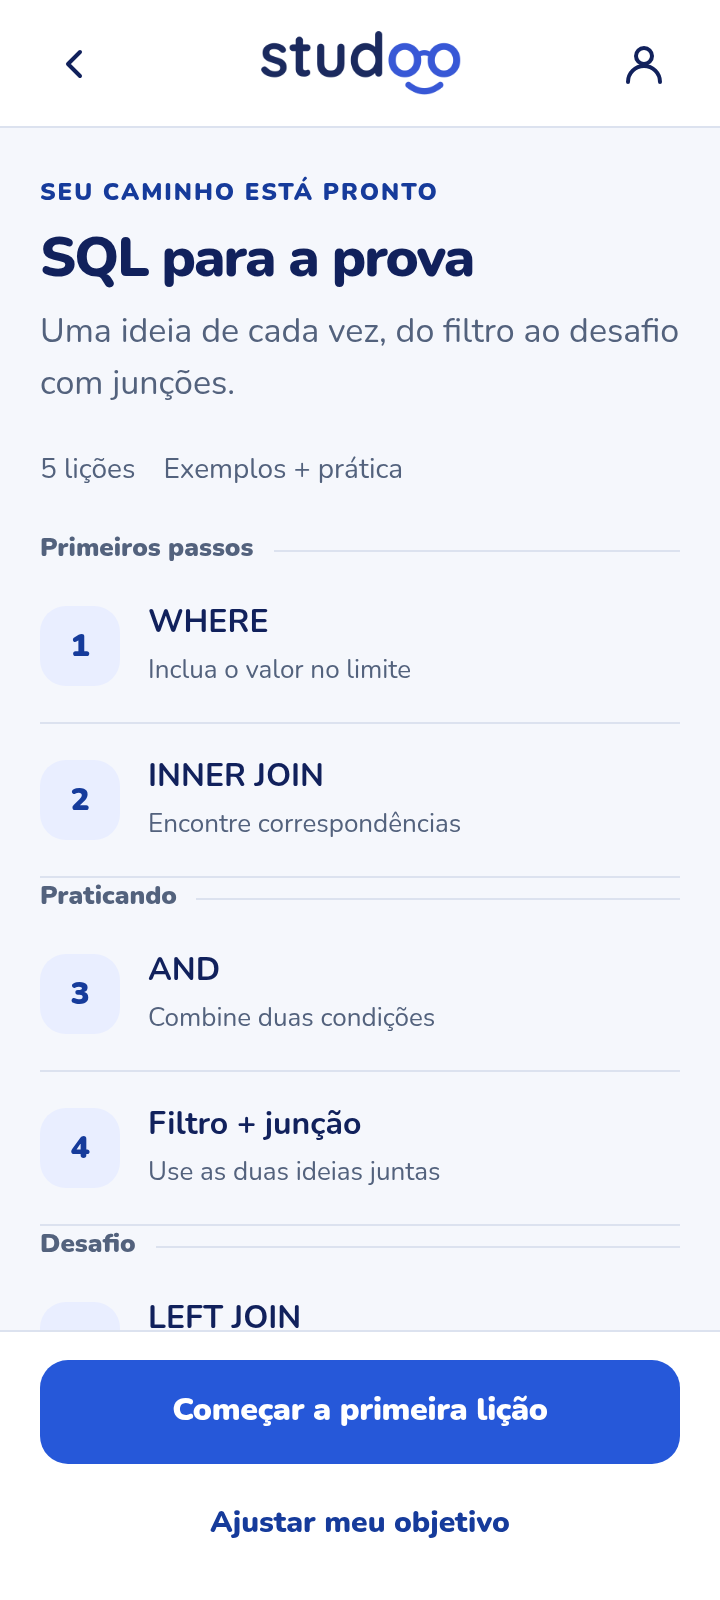 studoo
SEU CAMINHO ESTÁ PRONTO
SQL para a prova
Uma ideia de cada vez, do filtro ao desafio
com junções.
5 lições Exemplos + prática
Primeiros passos
1
WHERE
Inclua o valor no limite
2
INNER JOIN
Encontre correspondências
Praticando
3
AND
Combine duas condições
4
Filtro + junção
Use as duas ideias juntas
Desafio
LEFT JOIN
Começar a primeira lição
Ajustar meu objetivo